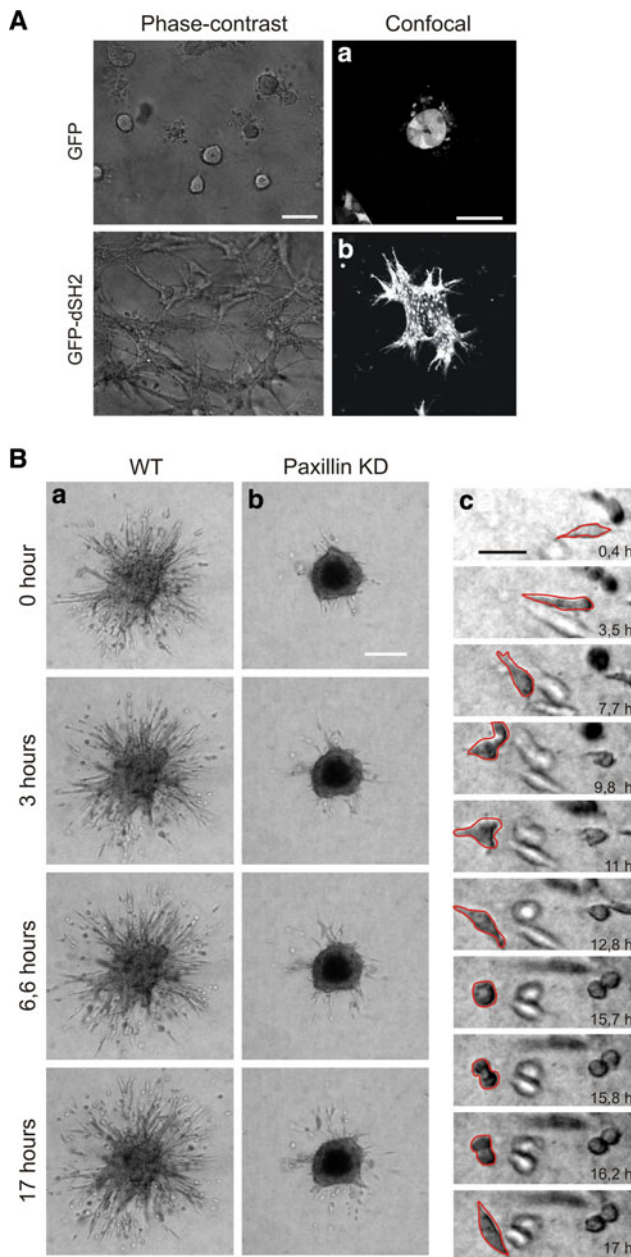 A
Phase-contrast Confocal
GFP
a
GFP-dSH2
b
B
WT Paxillin KD
a b c
0 hour
3 hours
6,6 hours
17 hours
0,4 h
3,5 h
7,7 h
9,8 h
11 h
12,8 h
15,7 h
15,8 h
16,2 h
17 h